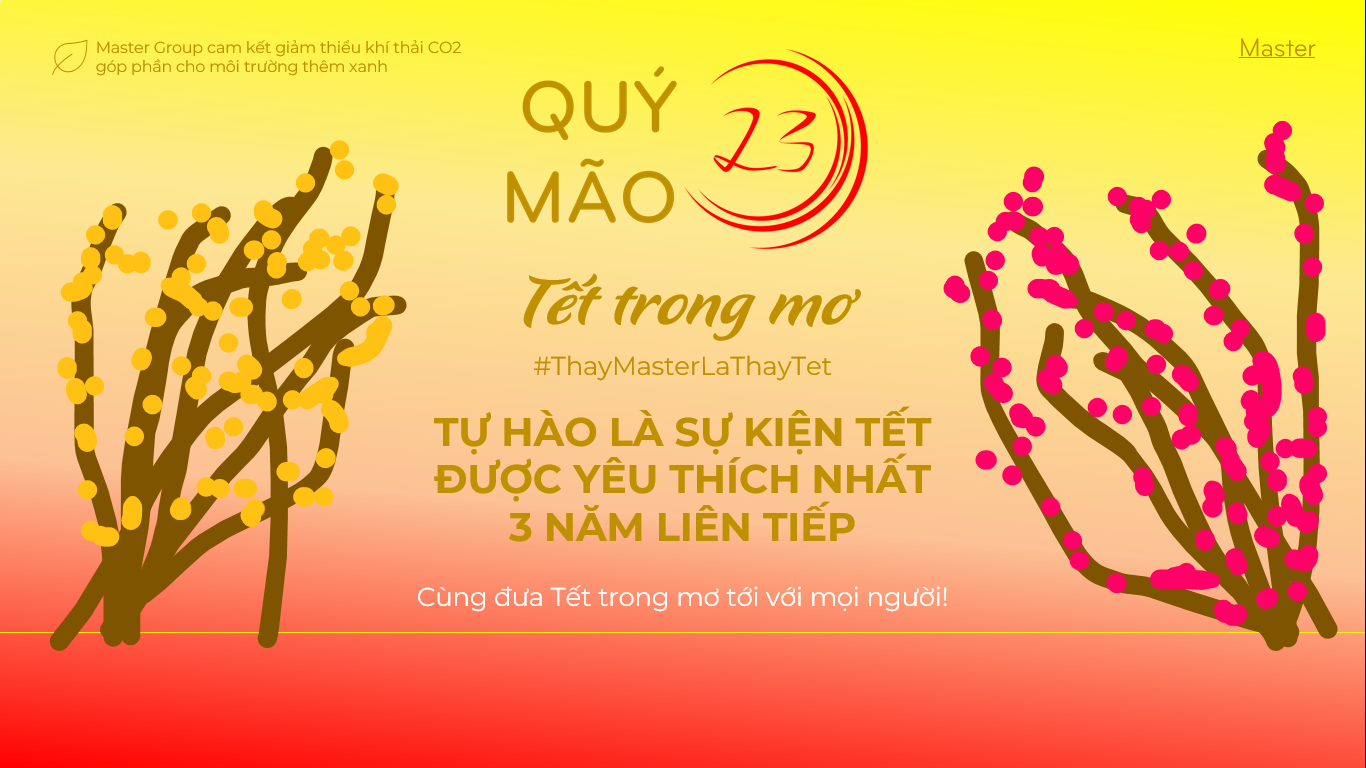 Master Group cam kết giảm thiểu khí thải CO2
góp phần cho môi trường thêm xanh
Master
QUÝ
MÃO
23
Tết trong mơ
#ThayMasterLaThayTet
TỰ HÀO LÀ SỰ KIỆN TẾT
ĐƯỢC YÊU THÍCH NHẤT
3 NĂM LIÊN TIẾP
Cùng đưa Tết trong mơ tới với mọi người!